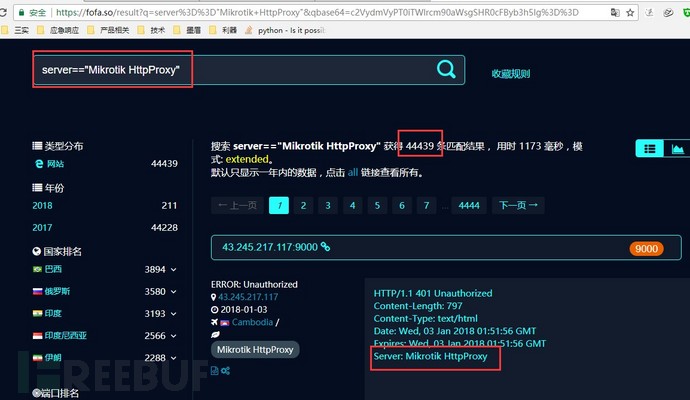 安全 | https://fofa.so/result?q=server%3D%3D"Mikrotik+HttpProxy"&qbase64=c2VydmVyPT0iTWlrcm90aWsgSHR0cFByb3h5Ig%3D%3D
三实 应急响应 产品相关 技术 墨眉 利器 python - Is it possib
server=="Mikrotik HttpProxy"
收藏规则
类型分布
网站 44439
年份
2018 211
2017 44228
国家排名
巴西 3894
俄罗斯 3580
印度 3193
印度尼西亚 2566
伊朗 2288
端口排名
搜索 server=="Mikrotik HttpProxy" 获得 44439 条匹配结果， 用时 1173 毫秒，模
式: extended。
默认只显示一年内的数据，点击 all 链接查看所有。
← 上一页 1 2 3 4 5 6 7 ... 4444 下一页 →
43.245.217.117:9000 9000
ERROR: Unauthorized
43.245.217.117
2018-01-03
Cambodia /
Mikrotik HttpProxy
HTTP/1.1 401 Unauthorized
Content-Length: 797
Content-Type: text/html
Date: Wed, 03 Jan 2018 01:51:56 GMT
Expires: Wed, 03 Jan 2018 01:51:56 GMT
Server: Mikrotik HttpProxy
FREEBUF